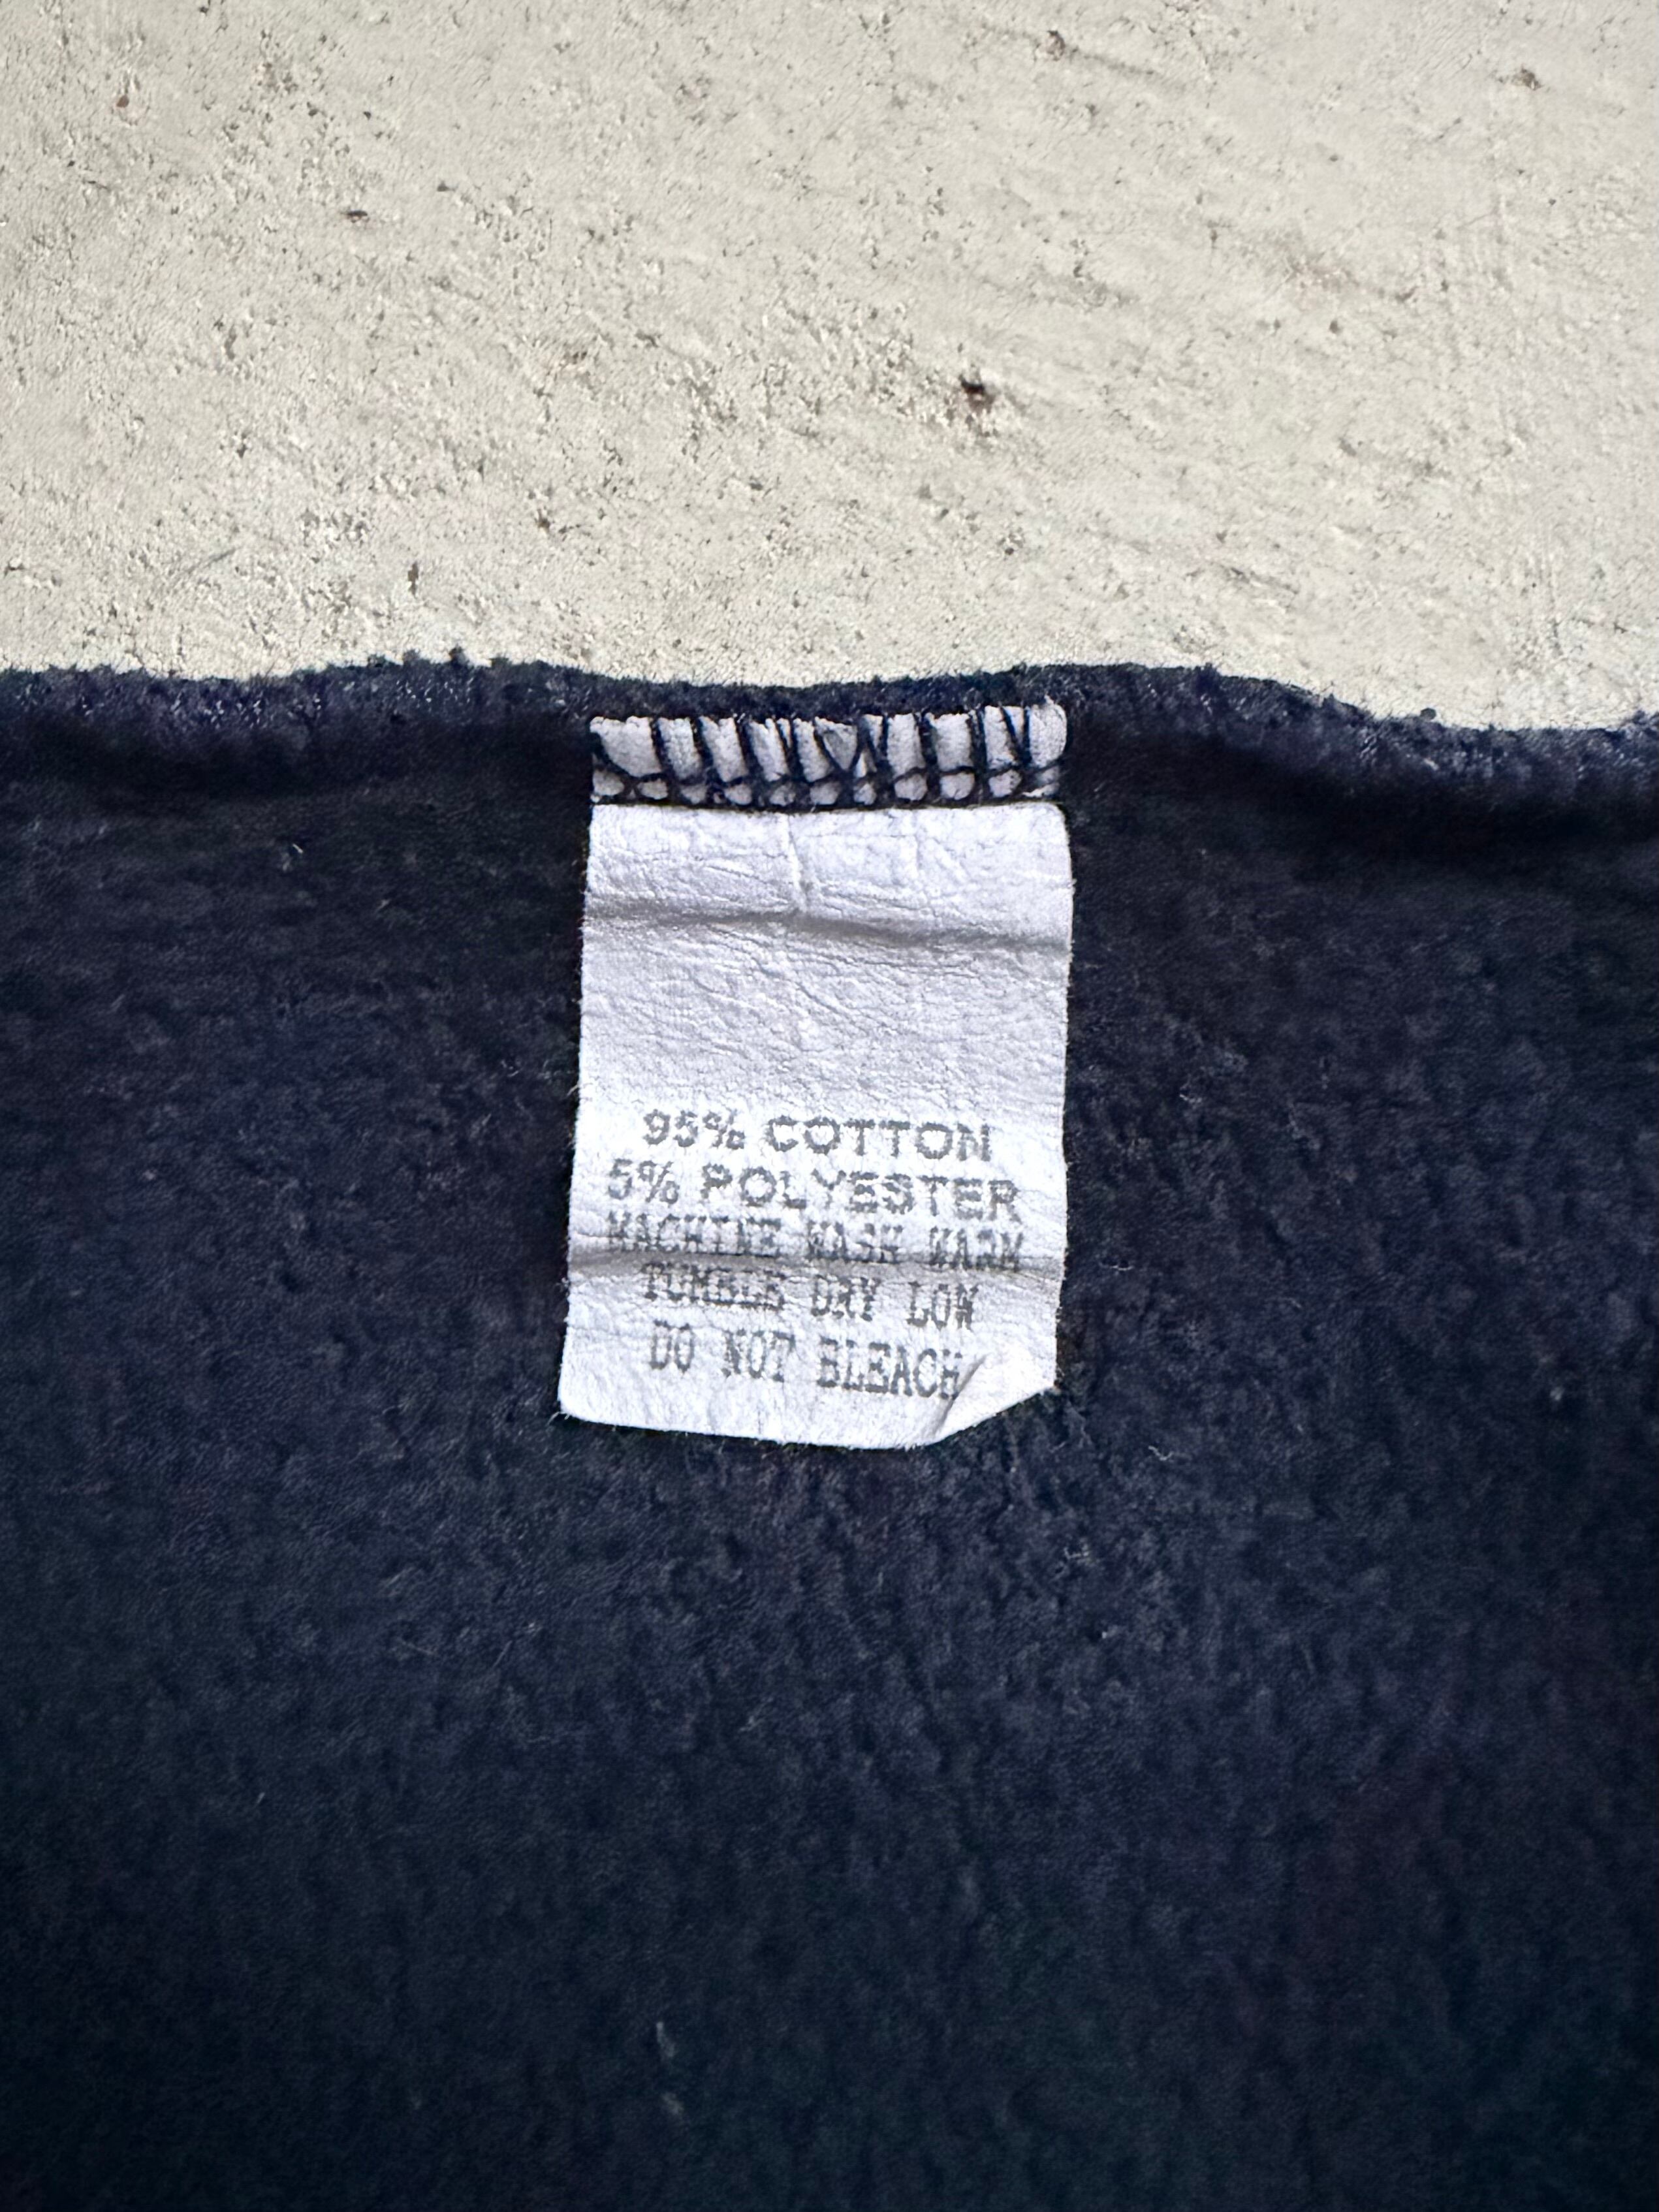 95% COTTON
5% POLYESTER
MACHINE WASH WARM
TUMBLE DRY LOW
DO NOT BLEACH